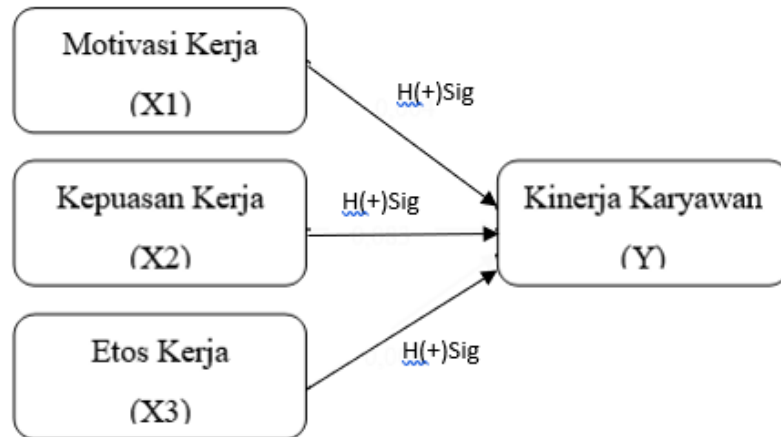 Motivasi Kerja
(X1)
H(+)Sig
Kepuasan Kerja
(X2)
H(+)Sig
Kinerja Karyawan
(Y)
Etos Kerja
(X3)
H(+)Sig